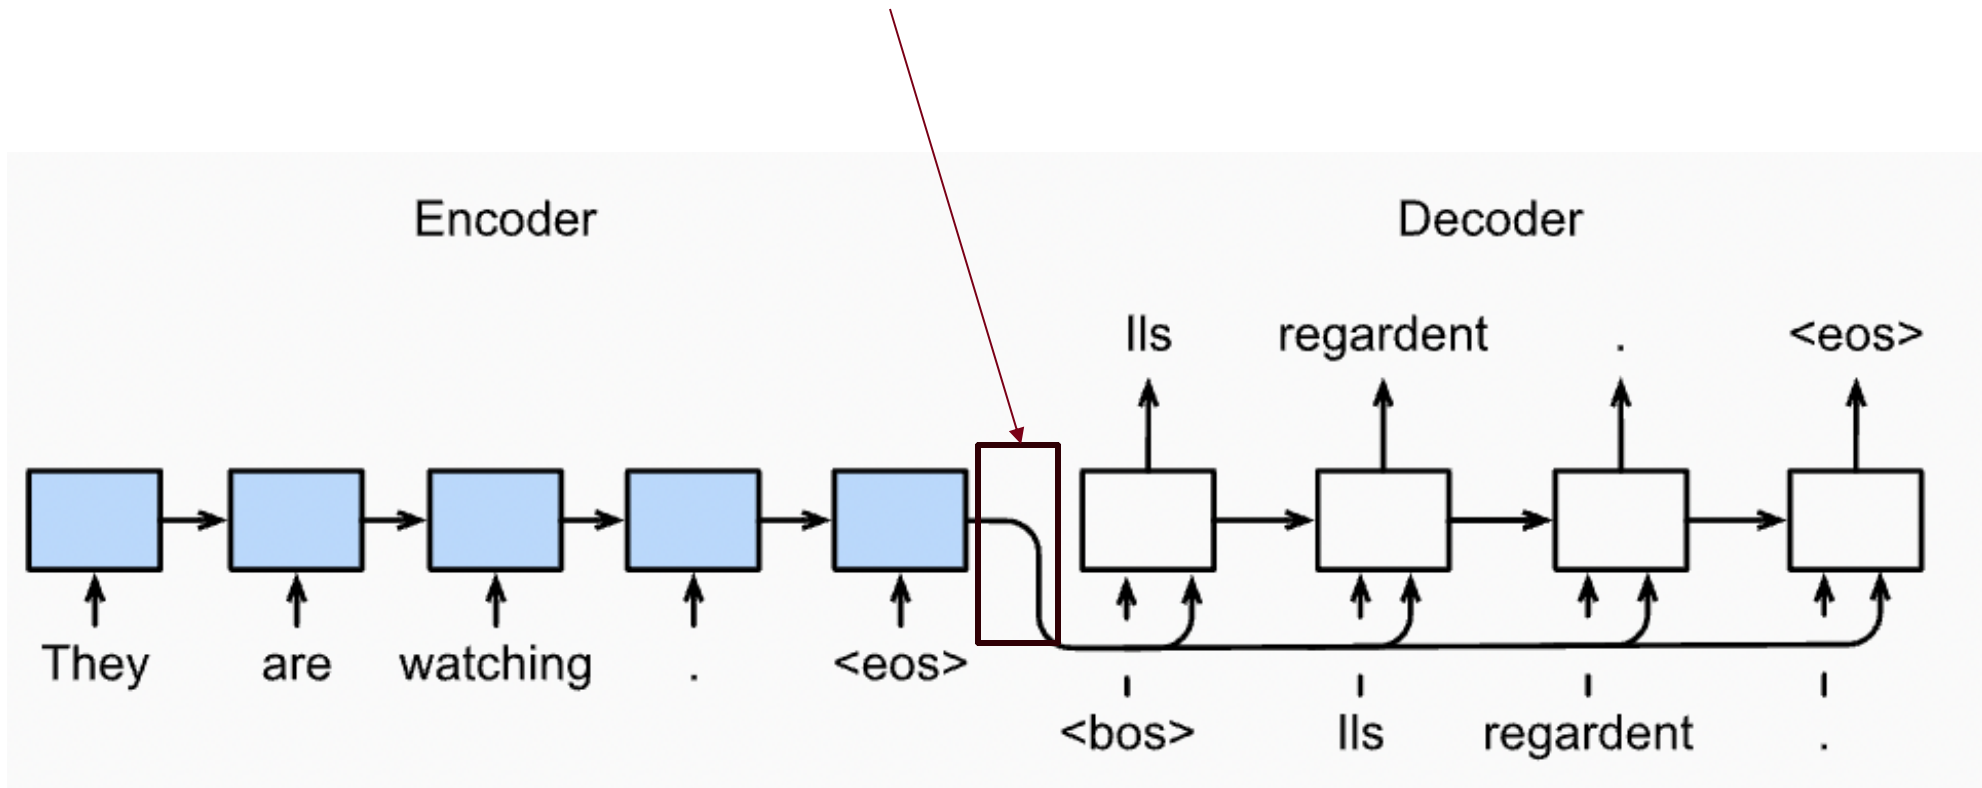 Encoder
Decoder
Ils regardent . <eos>
They are watching . <eos>
<bos> Ils regardent .